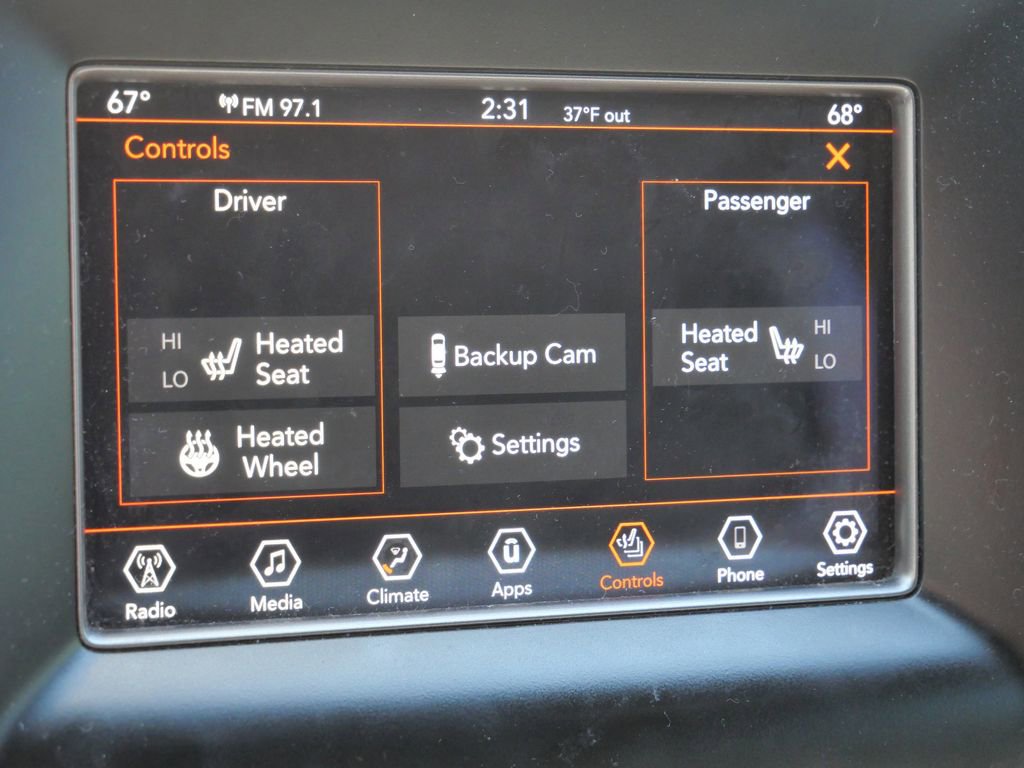 67° FM 97.1 2:31 37°F out 68°
Controls X
Driver
Passenger
HI
LO
Heated
Seat
Backup Cam
Heated
Seat
HI
LO
Heated
Wheel
Settings
Radio Media Climate Apps Controls Phone Settings